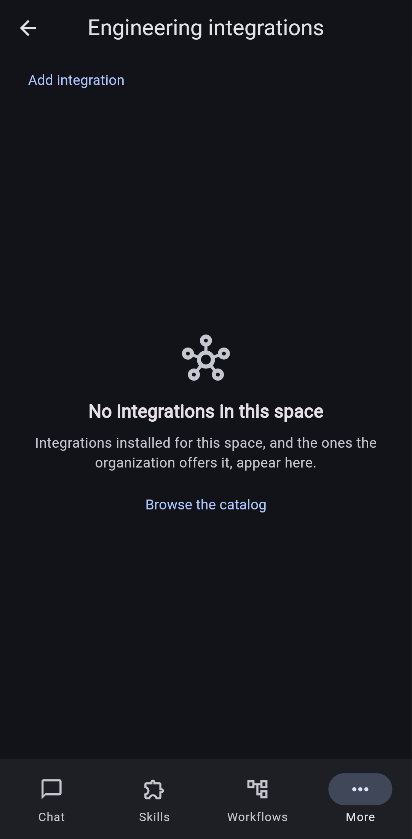 Engineering integrations
Add integration
No integrations in this space
Integrations installed for this space, and the ones the
organization offers it, appear here.
Browse the catalog
Chat
Skills
Workflows
More